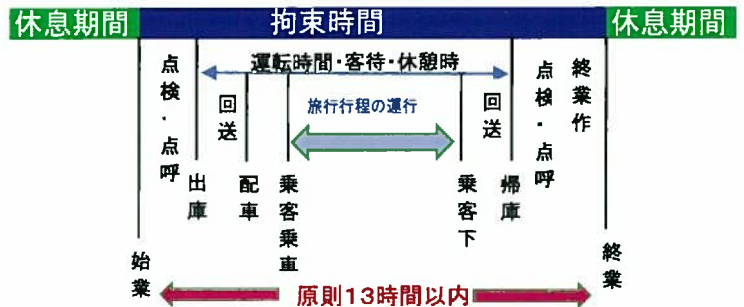 休息期間
拘束時間
休息期間
運転時間・客待・休憩時
点検・点呼
回送
旅行行程の運行
回送
点検・点呼
終業作
出庫
配車
乗客乗車
乗客下
帰庫
始業
終業
原則13時間以内